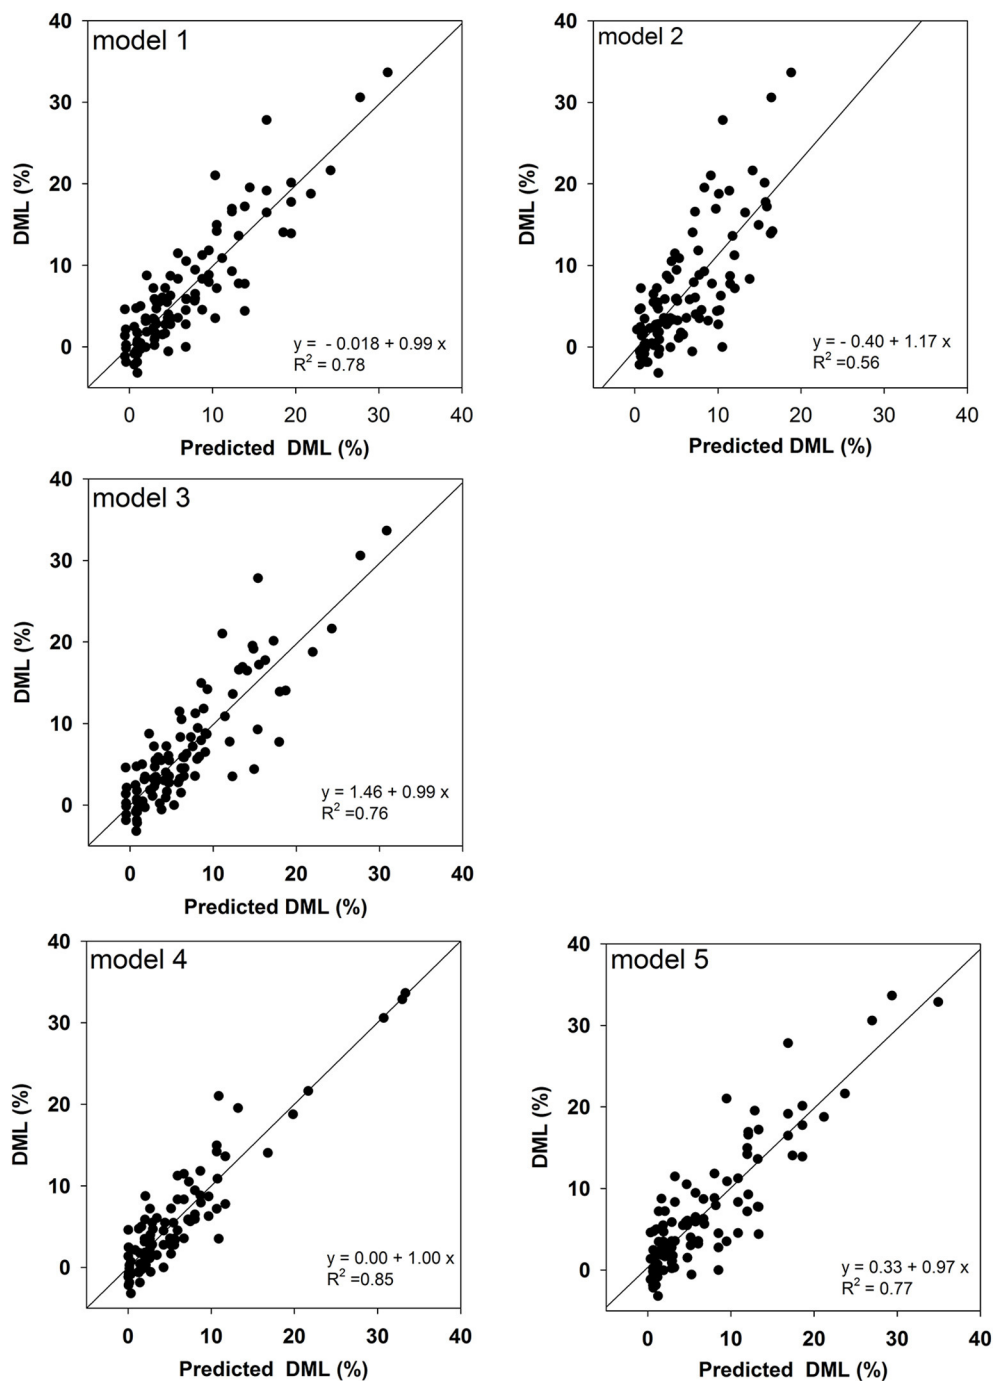 model 1
40
30
20
10
0
DML (%)
y = - 0.018 + 0.99 x
R² = 0.78
0 10 20 30 40
Predicted DML (%)
model 2
40
30
20
10
0
DML (%)
y = - 0.40 + 1.17 x
R² =0.56
0 10 20 30 40
Predicted DML (%)
model 3
40
30
20
10
0
DML (%)
y = 1.46 + 0.99 x
R² =0.76
0 10 20 30 40
Predicted DML (%)
model 4
40
30
20
10
0
DML (%)
y = 0.00 + 1.00 x
R² =0.85
0 10 20 30 40
Predicted DML (%)
model 5
40
30
20
10
0
DML (%)
y = 0.33 + 0.97 x
R² = 0.77
0 10 20 30 40
Predicted DML (%)